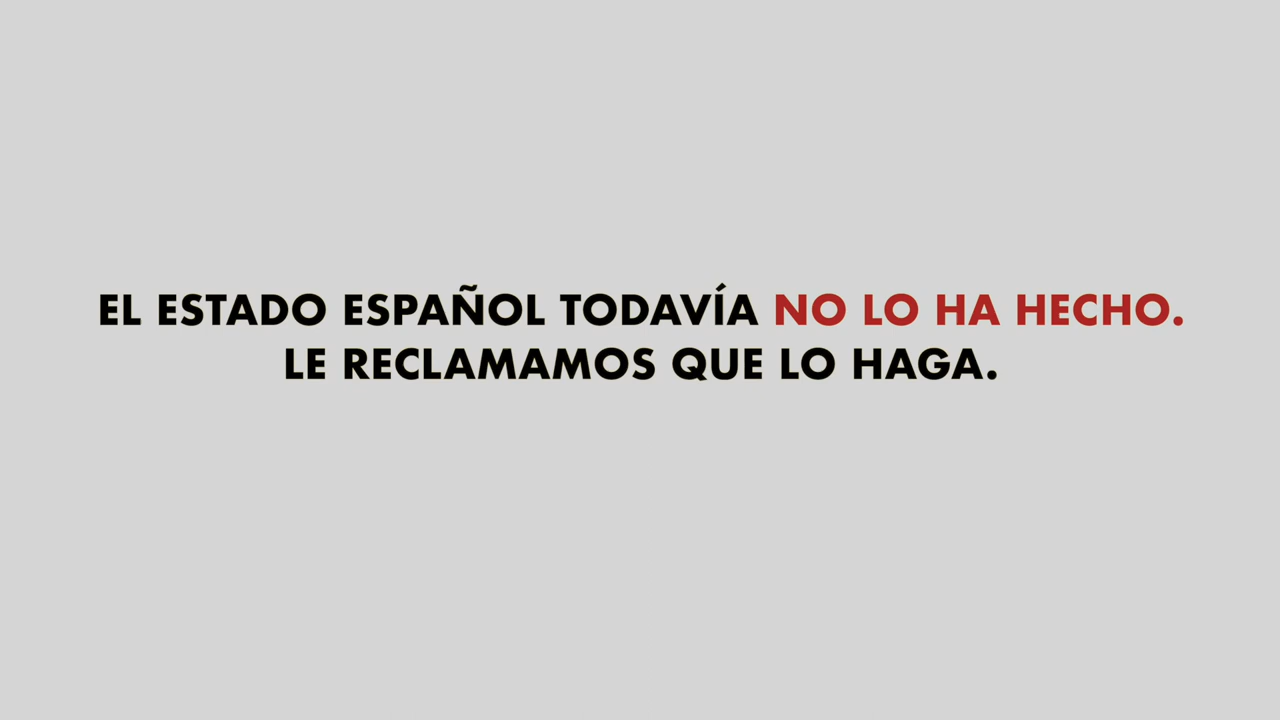 EL ESTADO ESPAÑOL TODAVÍA NO LO HA HECHO.
LE RECLAMAMOS QUE LO HAGA.